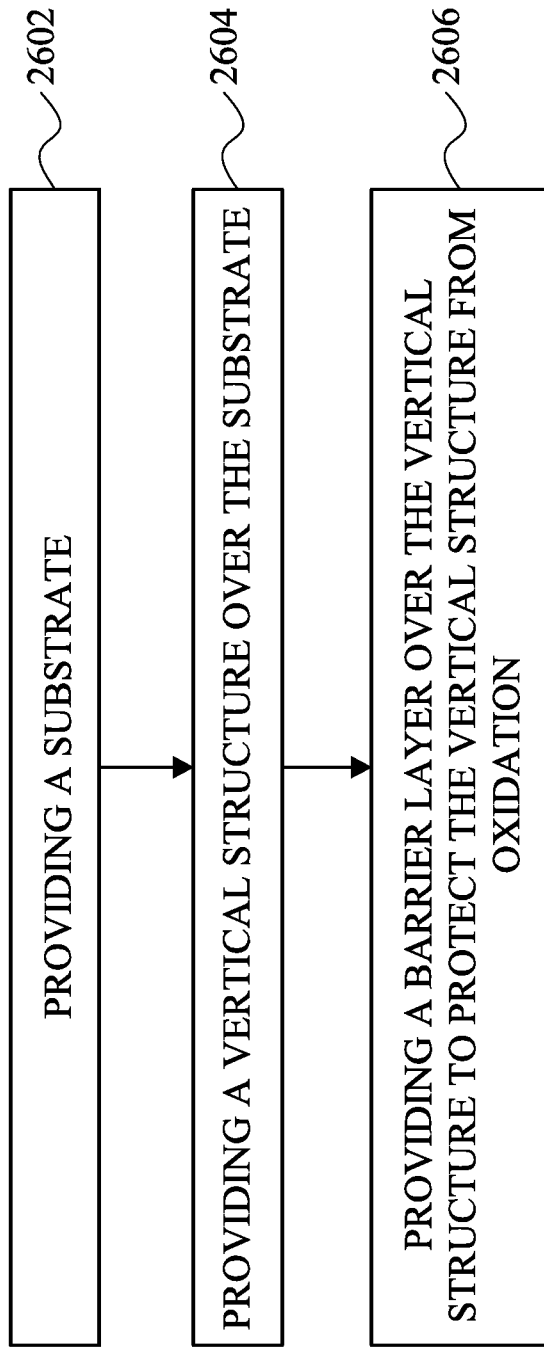 PROVIDING A SUBSTRATE
2602
PROVIDING A VERTICAL STRUCTURE OVER THE SUBSTRATE
2604
PROVIDING A BARRIER LAYER OVER THE VERTICAL
STRUCTURE TO PROTECT THE VERTICAL STRUCTURE FROM
OXIDATION
2606